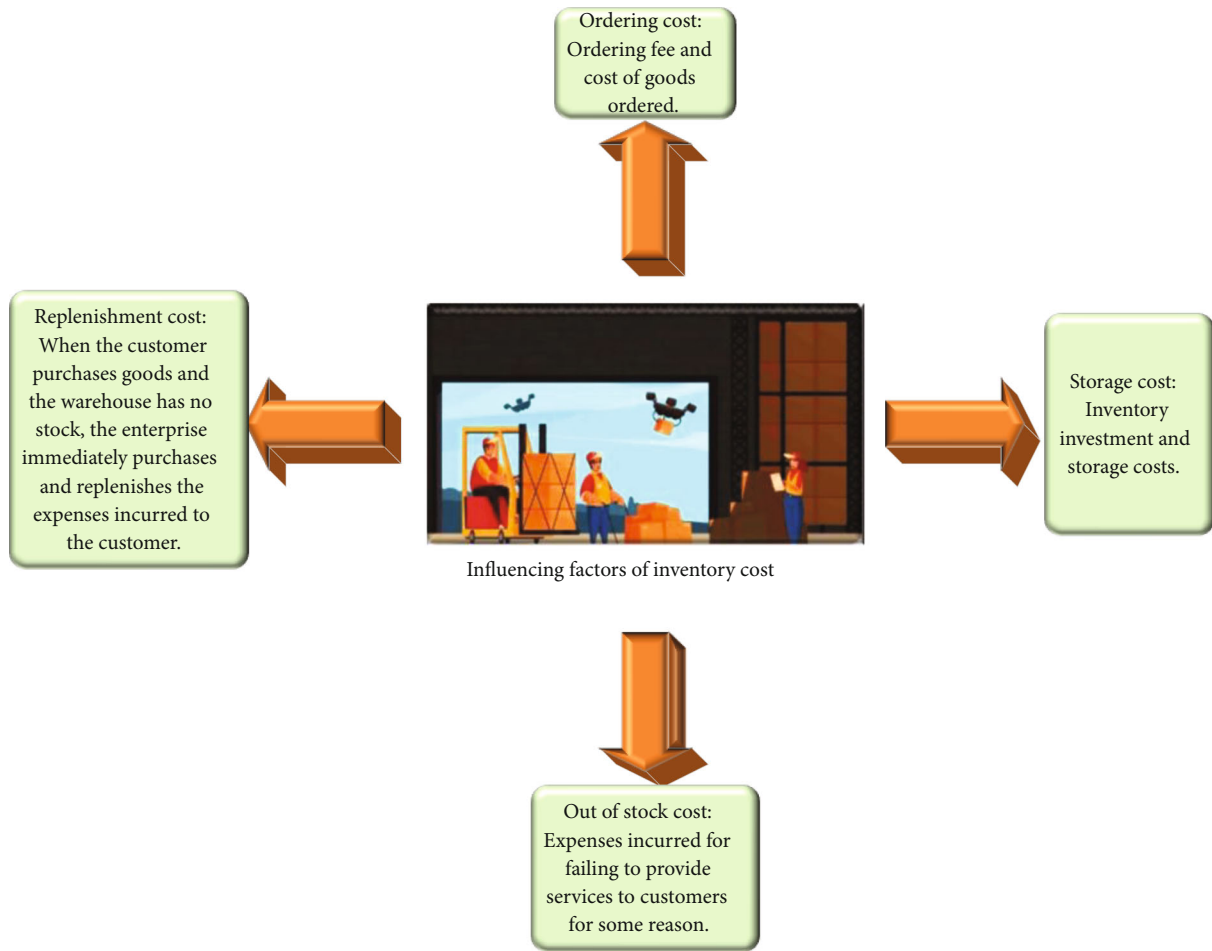 Ordering cost:
Ordering fee and
cost of goods
ordered.
Replenishment cost:
When the customer
purchases goods and
the warehouse has no
stock, the enterprise
immediately purchases
and replenishes the
expenses incurred to
the customer.
Storage cost:
Inventory
investment and
storage costs.
Influencing factors of inventory cost
Out of stock cost:
Expenses incurred for
failing to provide
services to customers
for some reason.